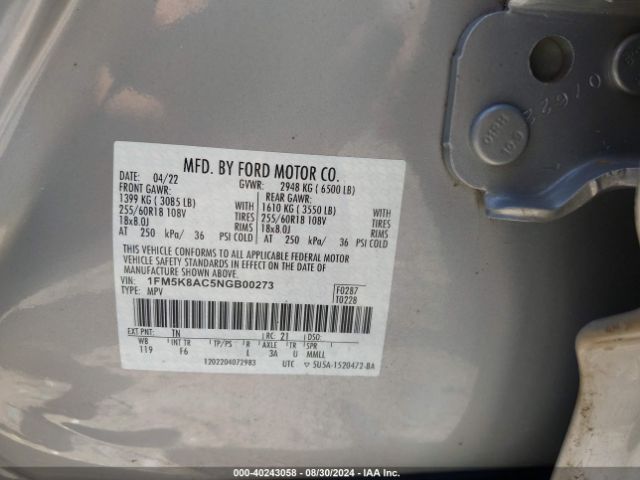 MFD. BY FORD MOTOR CO.
DATE: 04/22 GVWR: 2948 KG ( 6500 LB)
FRONT GAWR: REAR GAWR:
1399 KG ( 3085 LB) WITH 1610 KG ( 3550 LB) WITH
255/60R18 108V TIRES 255/60R18 108V TIRES
18x8.0J RIMS 18x8.0J RIMS
AT 250 kPa/ 36 PSI COLD AT 250 kPa/ 36 PSI COLD
THIS VEHICLE CONFORMS TO ALL APPLICABLE FEDERAL MOTOR
VEHICLE SAFETY STANDARDS IN EFFECT ON THE DATE OF
MANUFACTURE SHOWN ABOVE.
VIN: 1FM5K8AC5NGB00273 F0287
TYPE: MPV T0228
EXT PNT: TN RC: 21 DSO:
WB INT TR TP/PS R AXLE TR SPR
119 F6 L 3A U MMLL
1202204072983 UTC ▽ 5U5A-1520472-BA
000-40243058 - 08/30/2024 - IAA Inc.